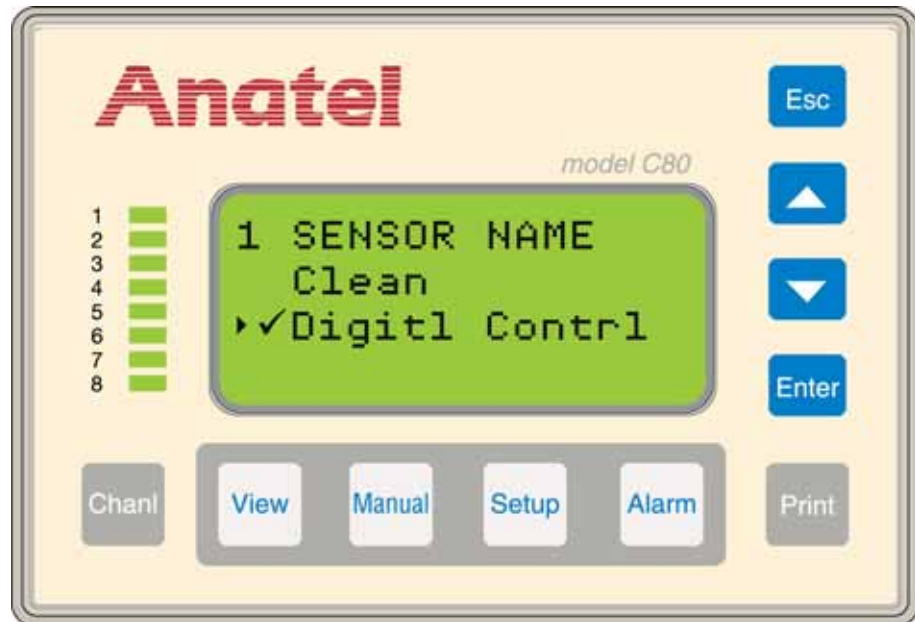 Anatel
model C80
1 SENSOR NAME
Clean
✓Digitl Contrl
1
2
3
4
5
6
7
8
Esc
Enter
Chanl
View
Manual
Setup
Alarm
Print